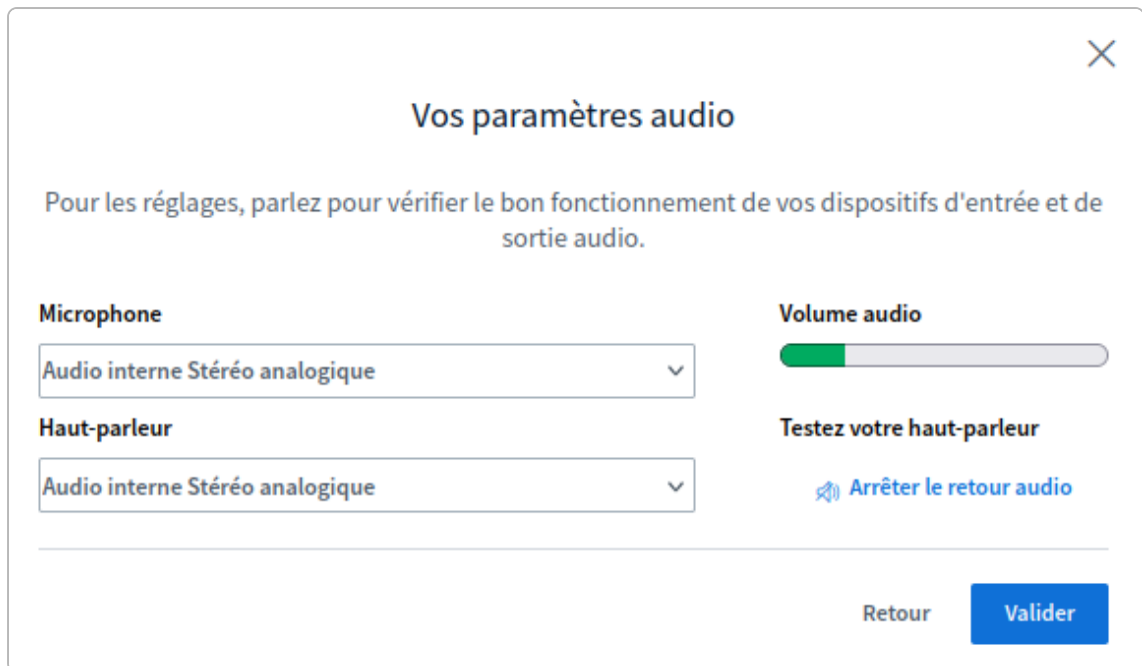 Vos paramètres audio
Pour les réglages, parlez pour vérifier le bon fonctionnement de vos dispositifs d'entrée et de
sortie audio.
Microphone
Volume audio
Audio interne Stéréo analogique
Haut-parleur
Testez votre haut-parleur
Audio interne Stéréo analogique
Arrêter le retour audio
Retour
Valider